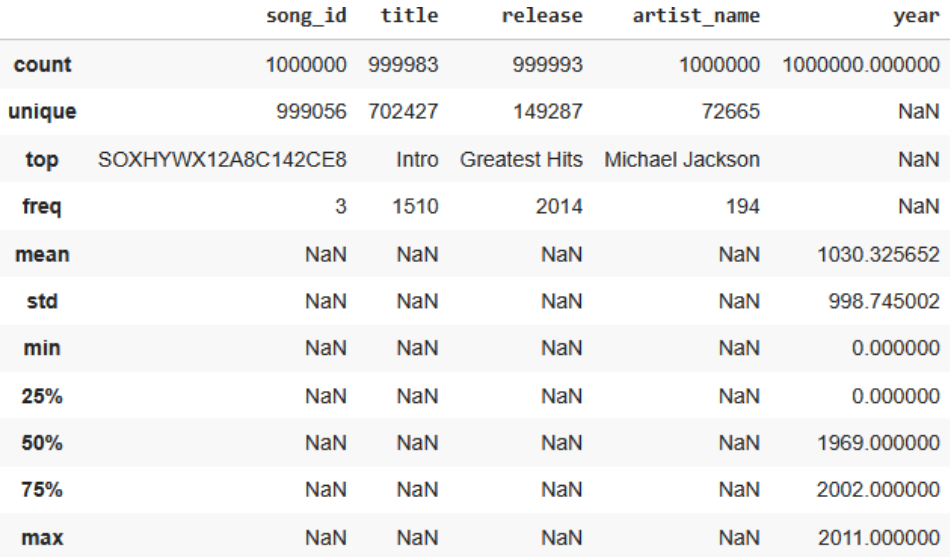 song_id title release artist_name year
count 1000000 999983 999993 1000000 1000000.000000
unique 999056 702427 149287 72665 NaN
top SOXHYWX12A8C142CE8 Intro Greatest Hits Michael Jackson NaN
freq 3 1510 2014 194 NaN
mean NaN NaN NaN NaN 1030.325652
std NaN NaN NaN NaN 998.745002
min NaN NaN NaN NaN 0.000000
25% NaN NaN NaN NaN 0.000000
50% NaN NaN NaN NaN 1969.000000
75% NaN NaN NaN NaN 2002.000000
max NaN NaN NaN NaN 2011.000000